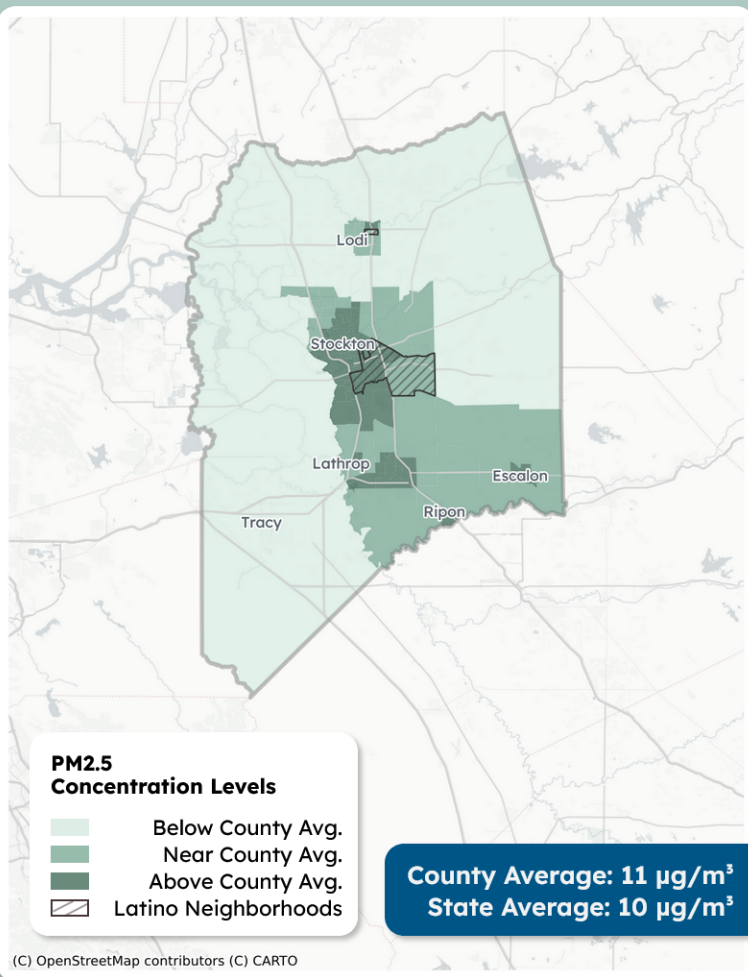 Lodi
Stockton
Lathrop
Escalon
Ripon
Tracy
PM2.5
Concentration Levels
Below County Avg.
Near County Avg.
Above County Avg.
Latino Neighborhoods
County Average: 11 µg/m³
State Average: 10 µg/m³
(C) OpenStreetMap contributors (C) CARTO